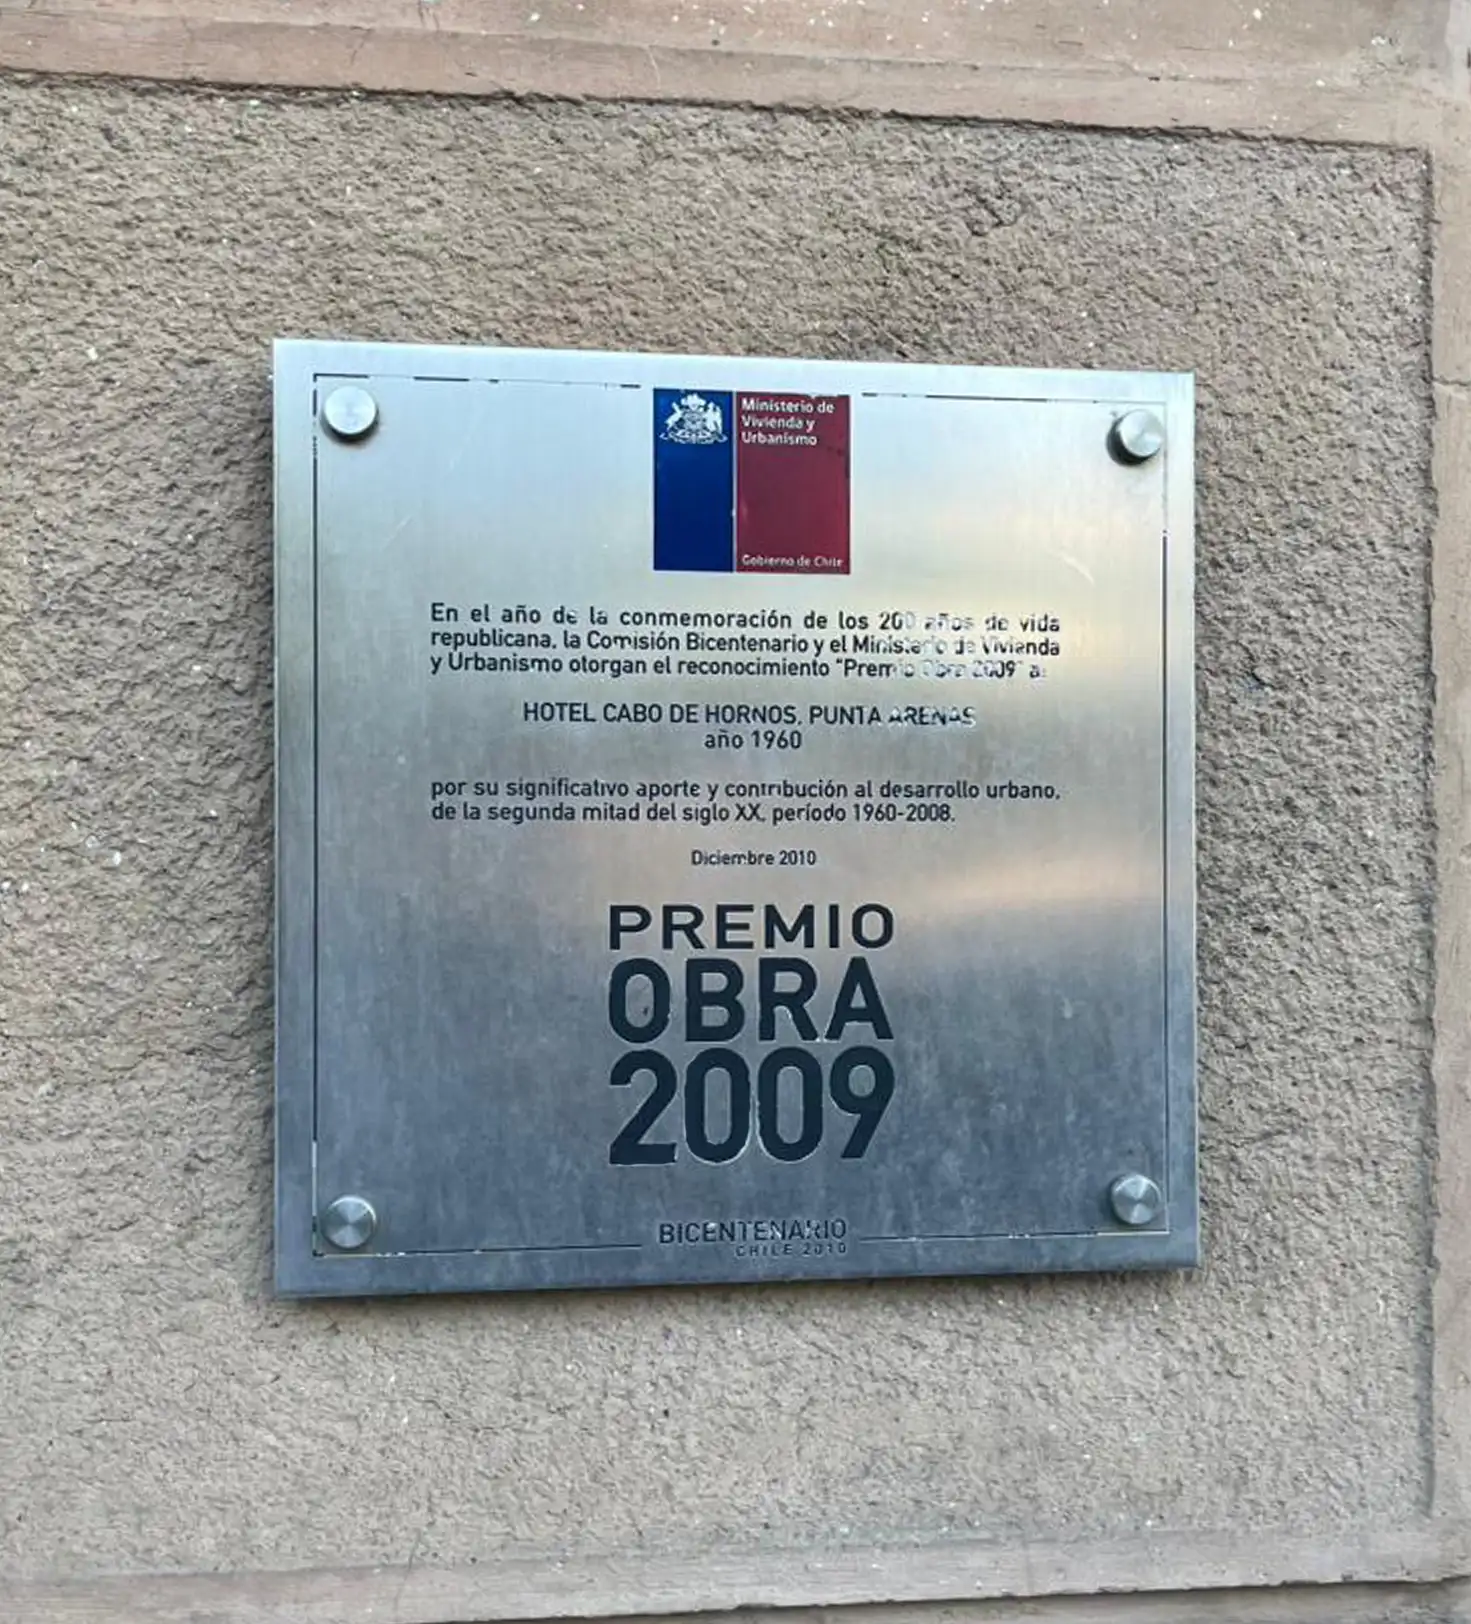 Ministerio de
Vivienda y
Urbanismo
Gobierno de Chile
En el año de la conmemoración de los 200 años de vida
republicana, la Comisión Bicentenario y el Ministerio de Vivienda
y Urbanismo otorgan el reconocimiento "Premio Obra 2009" a:
HOTEL CABO DE HORNOS, PUNTA ARENAS
año 1960
por su significativo aporte y contribución al desarrollo urbano,
de la segunda mitad del siglo XX, período 1960-2008.
Diciembre 2010
PREMIO
OBRA
2009
BICENTENARIO
CHILE 2010